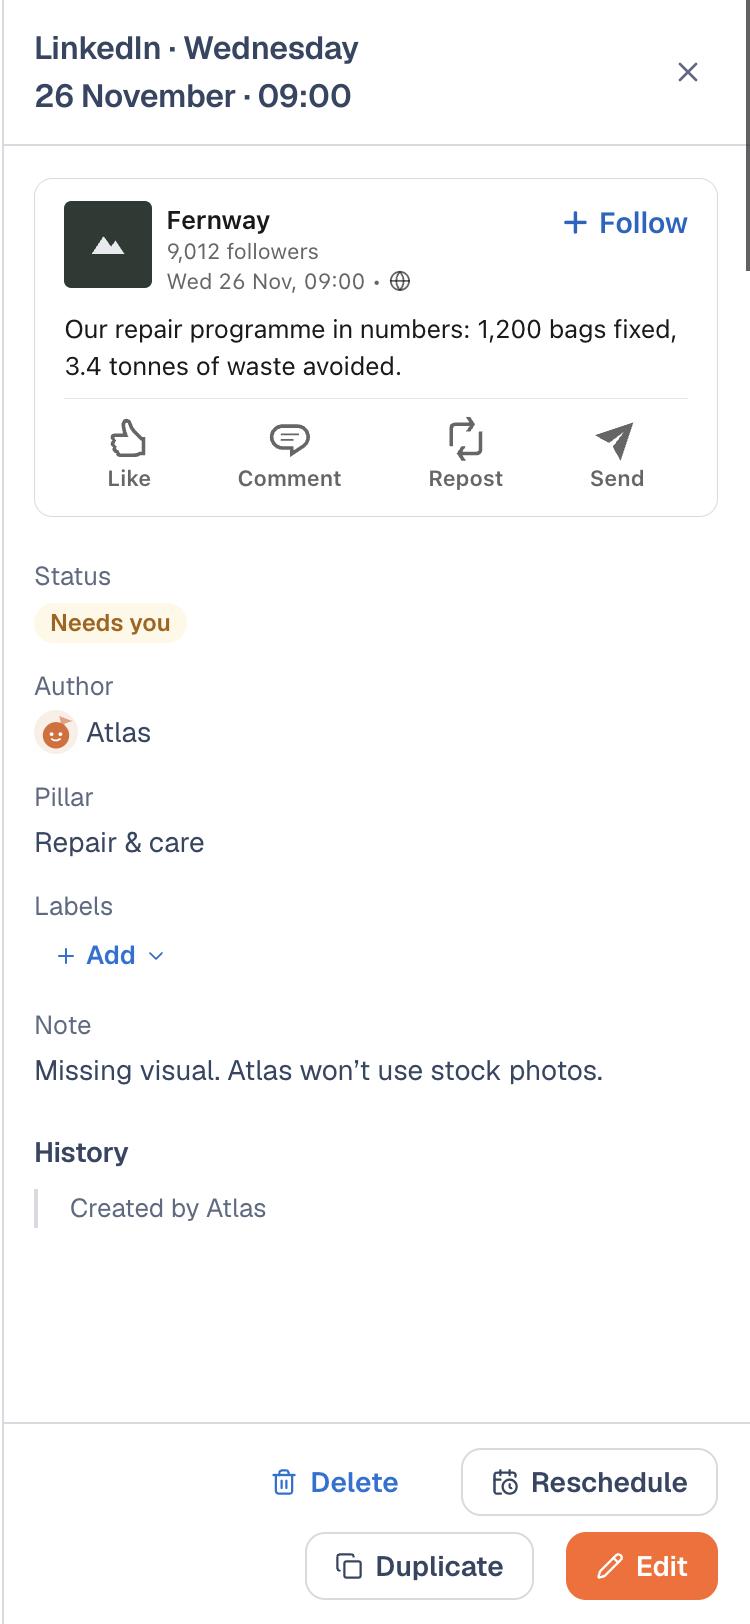 LinkedIn · Wednesday
26 November · 09:00
Fernway
9,012 followers
Wed 26 Nov, 09:00 •
+ Follow
Our repair programme in numbers: 1,200 bags fixed,
3.4 tonnes of waste avoided.
Like
Comment
Repost
Send
Status
Needs you
Author
Atlas
Pillar
Repair & care
Labels
+ Add
Note
Missing visual. Atlas won’t use stock photos.
History
Created by Atlas
Delete
Reschedule
Duplicate
Edit